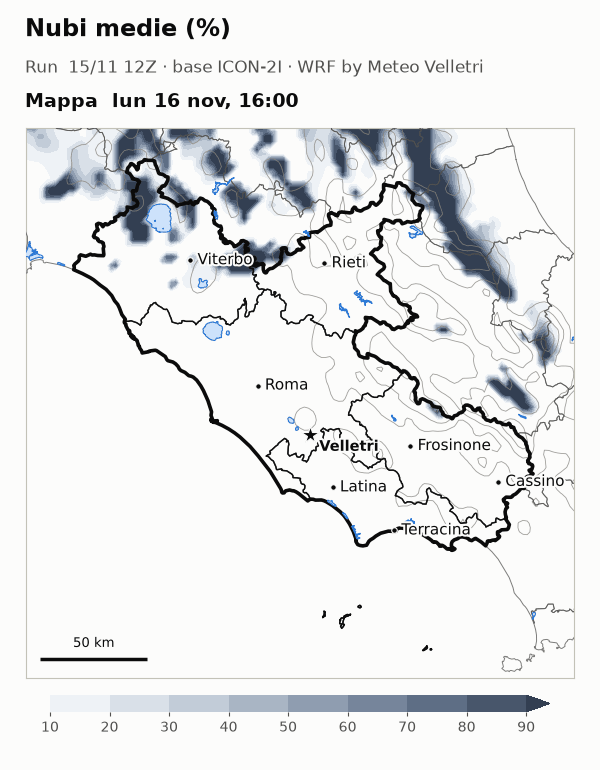 Nubi medie (%)
Run 15/11 12Z · base ICON-2I · WRF by Meteo Velletri
Mappa lun 16 nov, 16:00
Viterbo
Rieti
Roma
Velletri
Frosinone
Cassino
Latina
Terracina
50 km
10 20 30 40 50 60 70 80 90